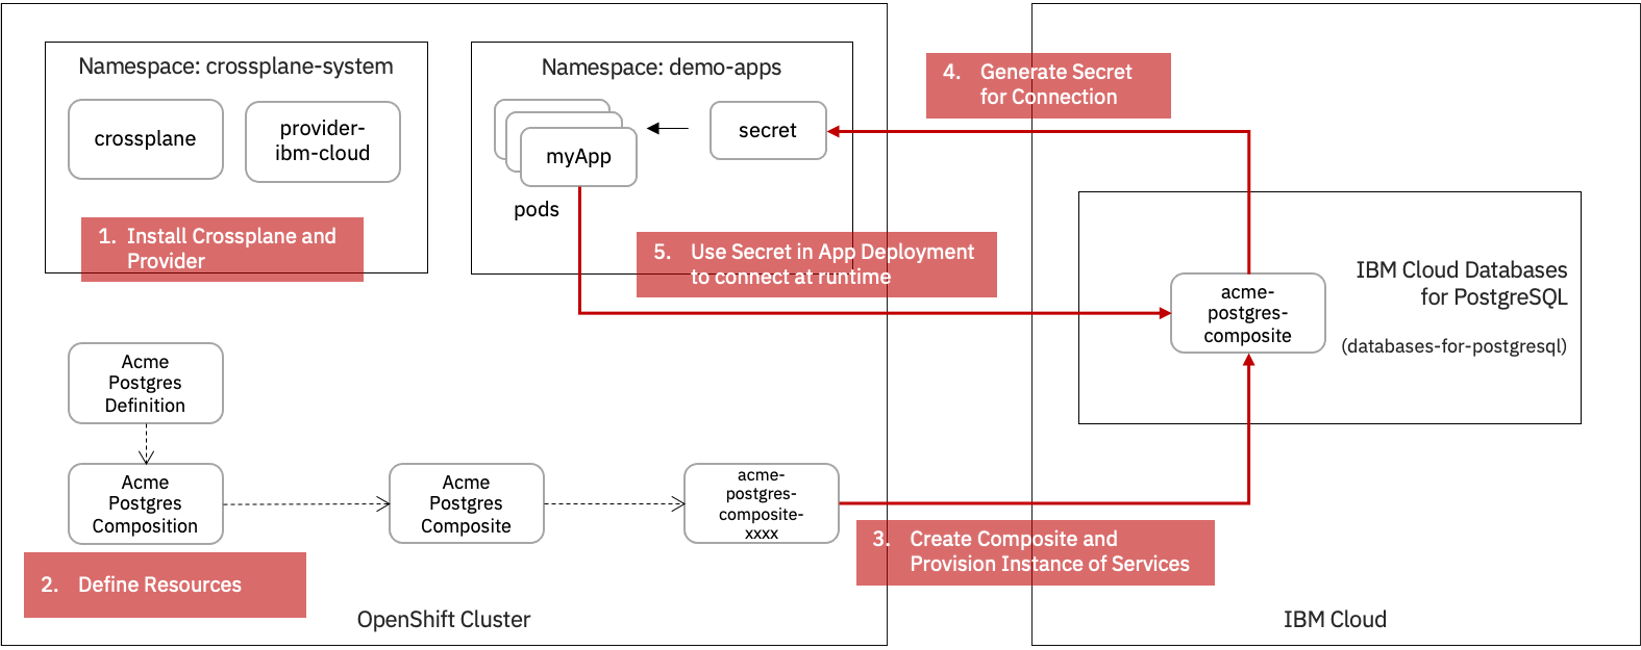 Namespace: crossplane-system
crossplane
provider-
ibm-cloud
1. Install Crossplane and
Provider
Namespace: demo-apps
myApp
pods
secret
4. Generate Secret
for Connection
5. Use Secret in App Deployment
to connect at runtime
acme-
postgres-
composite
IBM Cloud Databases
for PostgreSQL
(databases-for-postgresql)
Acme
Postgres
Definition
Acme
Postgres
Composition
Acme
Postgres
Composite
acme-
postgres-
composite-
xxxx
2. Define Resources
3. Create Composite and
Provision Instance of Services
OpenShift Cluster
IBM Cloud